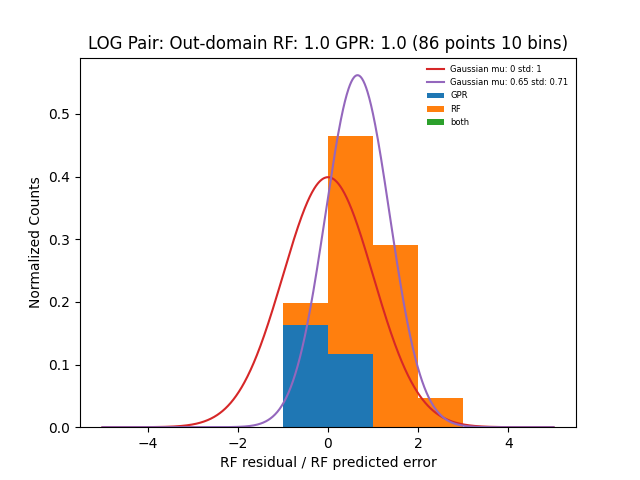 LOG Pair: Out-domain RF: 1.0 GPR: 1.0 (86 points 10 bins)
Gaussian mu: 0 std: 1
Gaussian mu: 0.65 std: 0.71
GPR
RF
both
Normalized Counts
0.5
0.4
0.3
0.2
0.1
0.0
−4 −2 0 2 4
RF residual / RF predicted error